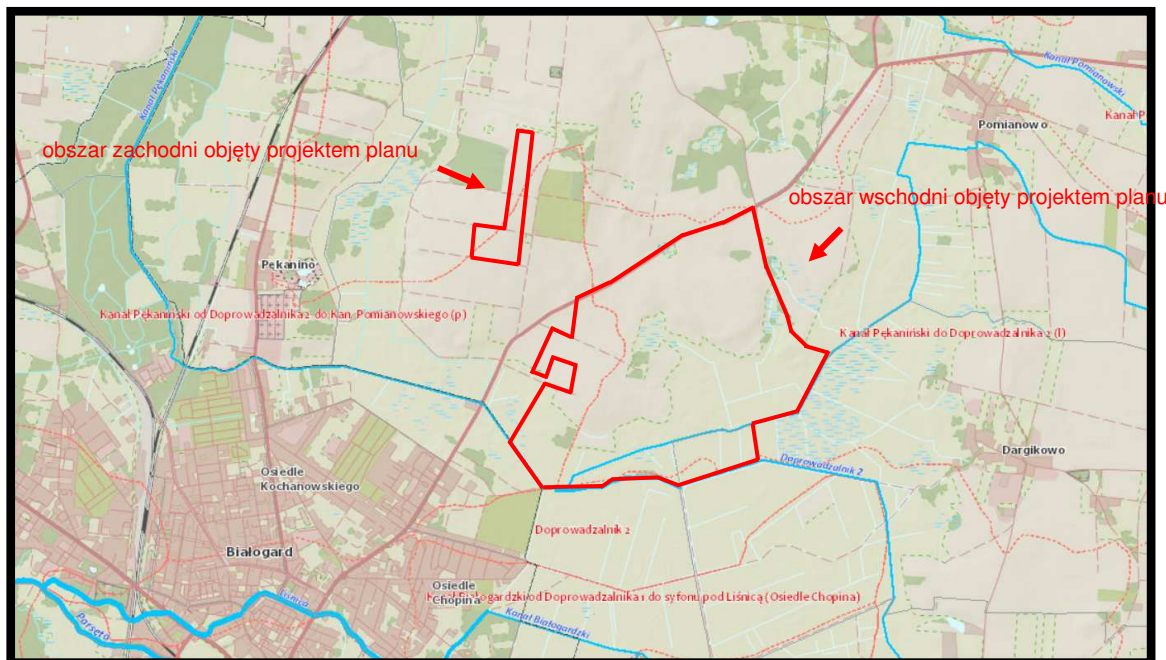 Kanał Pękaniński
Kanał Pomianowski
Kanał P
Pomianowo
obszar zachodni objęty projektem planu
obszar wschodni objęty projektem planu
Pękanino
Kanał Pękaniński od Doprowadzalnika 2 do Kan. Pomianowskiego (p)
Kanał Pękaniński do Doprowadzalnika 2 (l)
Dargikowo
Doprowadzalnik 2
Osiedle
Kochanowskiego
Doprowadzalnik 2
Białogard
Osiedle
Chopina
Liśnica
Białogardzki od Doprowadzalnika 1 do syfonu pod Liśnicą (Osiedle Chopina)
Kanał Białogardzki
Parsęta